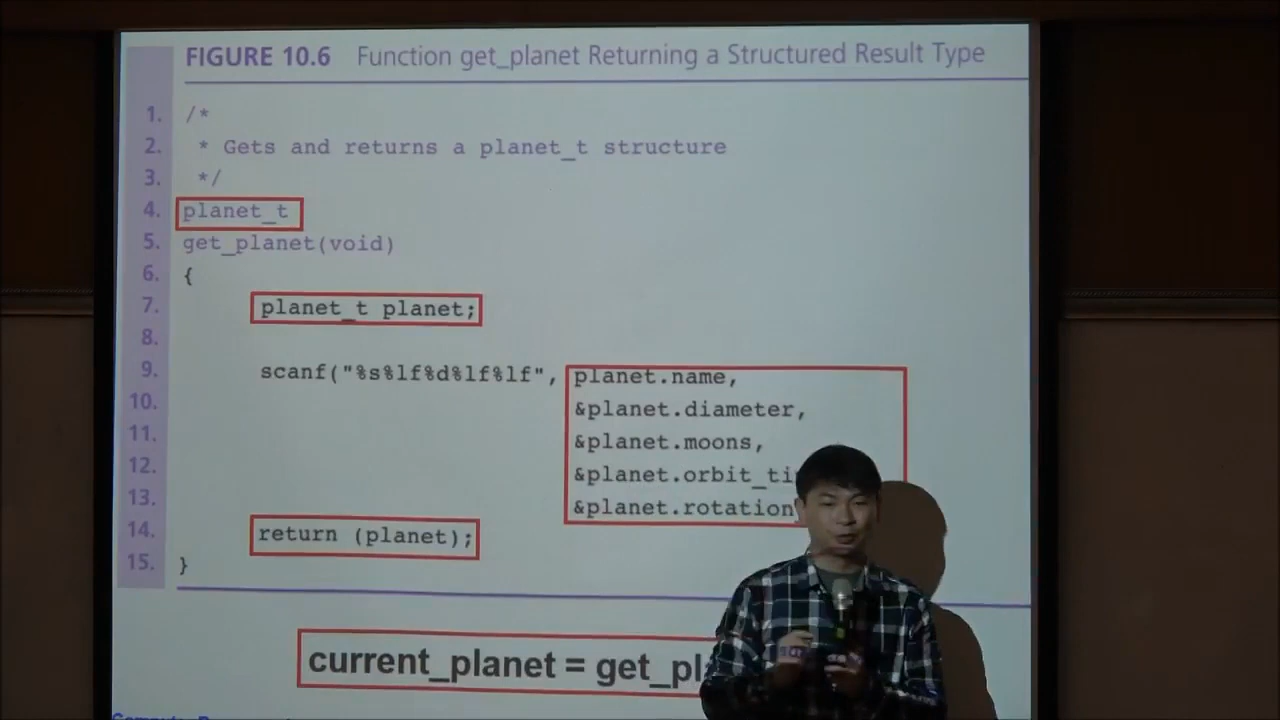 FIGURE 10.6 Function get_planet Returning a Structured Result Type
1. /*
2. * Gets and returns a planet_t structure
3. */
4. planet_t
5. get_planet(void)
6. {
7. planet_t planet;
8.
9. scanf("%s%lf%d%lf%lf", planet.name,
10. &planet.diameter,
11. &planet.moons,
12. &planet.orbit_ti
13. &planet.rotation
14. return (planet);
15. }
current_planet = get_pl